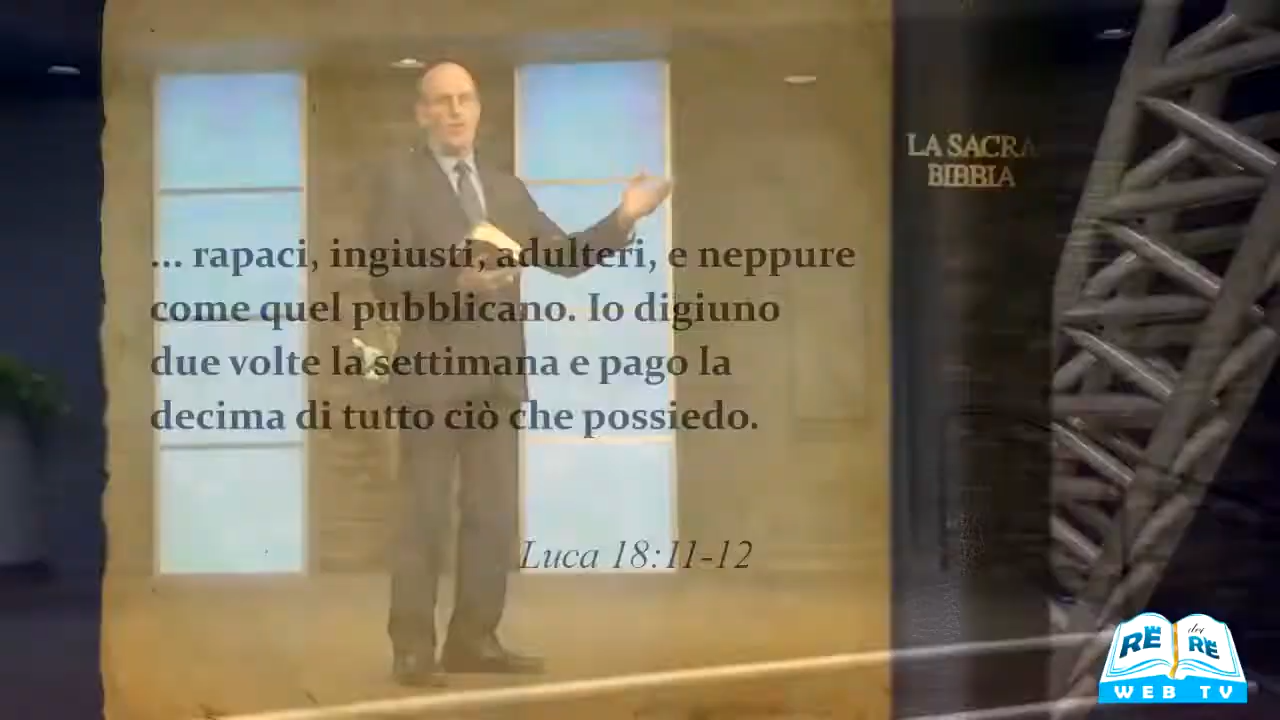 LA SACRA
BIBBIA
... rapaci, ingiusti, adulteri, e neppure
come quel pubblicano. Io digiuno
due volte la settimana e pago la
decima di tutto ciò che possiedo.
Luca 18:11-12
RE dei RE
WEB TV